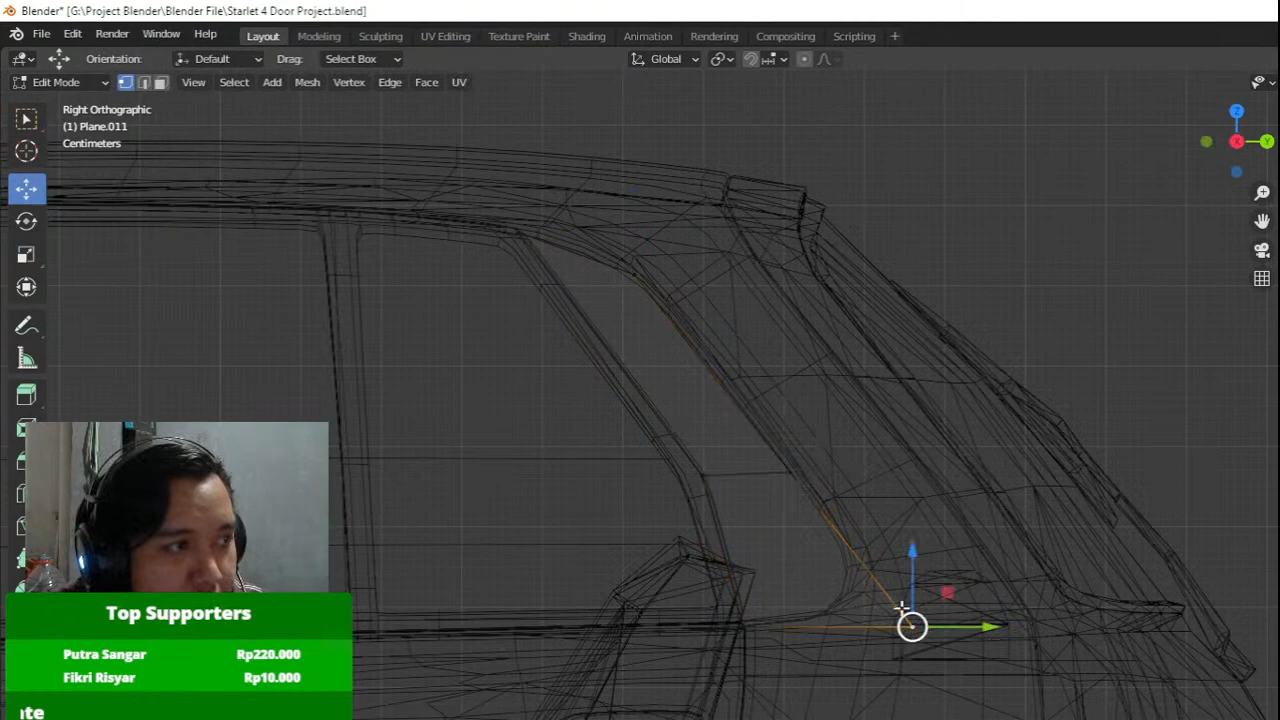 Blender* [G:\Project Blender\Blender File\Starlet 4 Door Project.blend]
File Edit Render Window Help Layout Modeling Sculpting UV Editing Texture Paint Shading Animation Rendering Compositing Scripting +
Orientation: Default Drag: Select Box Global
Edit Mode View Select Add Mesh Vertex Edge Face UV
Right Orthographic
(1) Plane.011
Centimeters
Z
X
Y
Top Supporters
Putra Sangar Rp220.000
Fikri Risyar Rp10.000